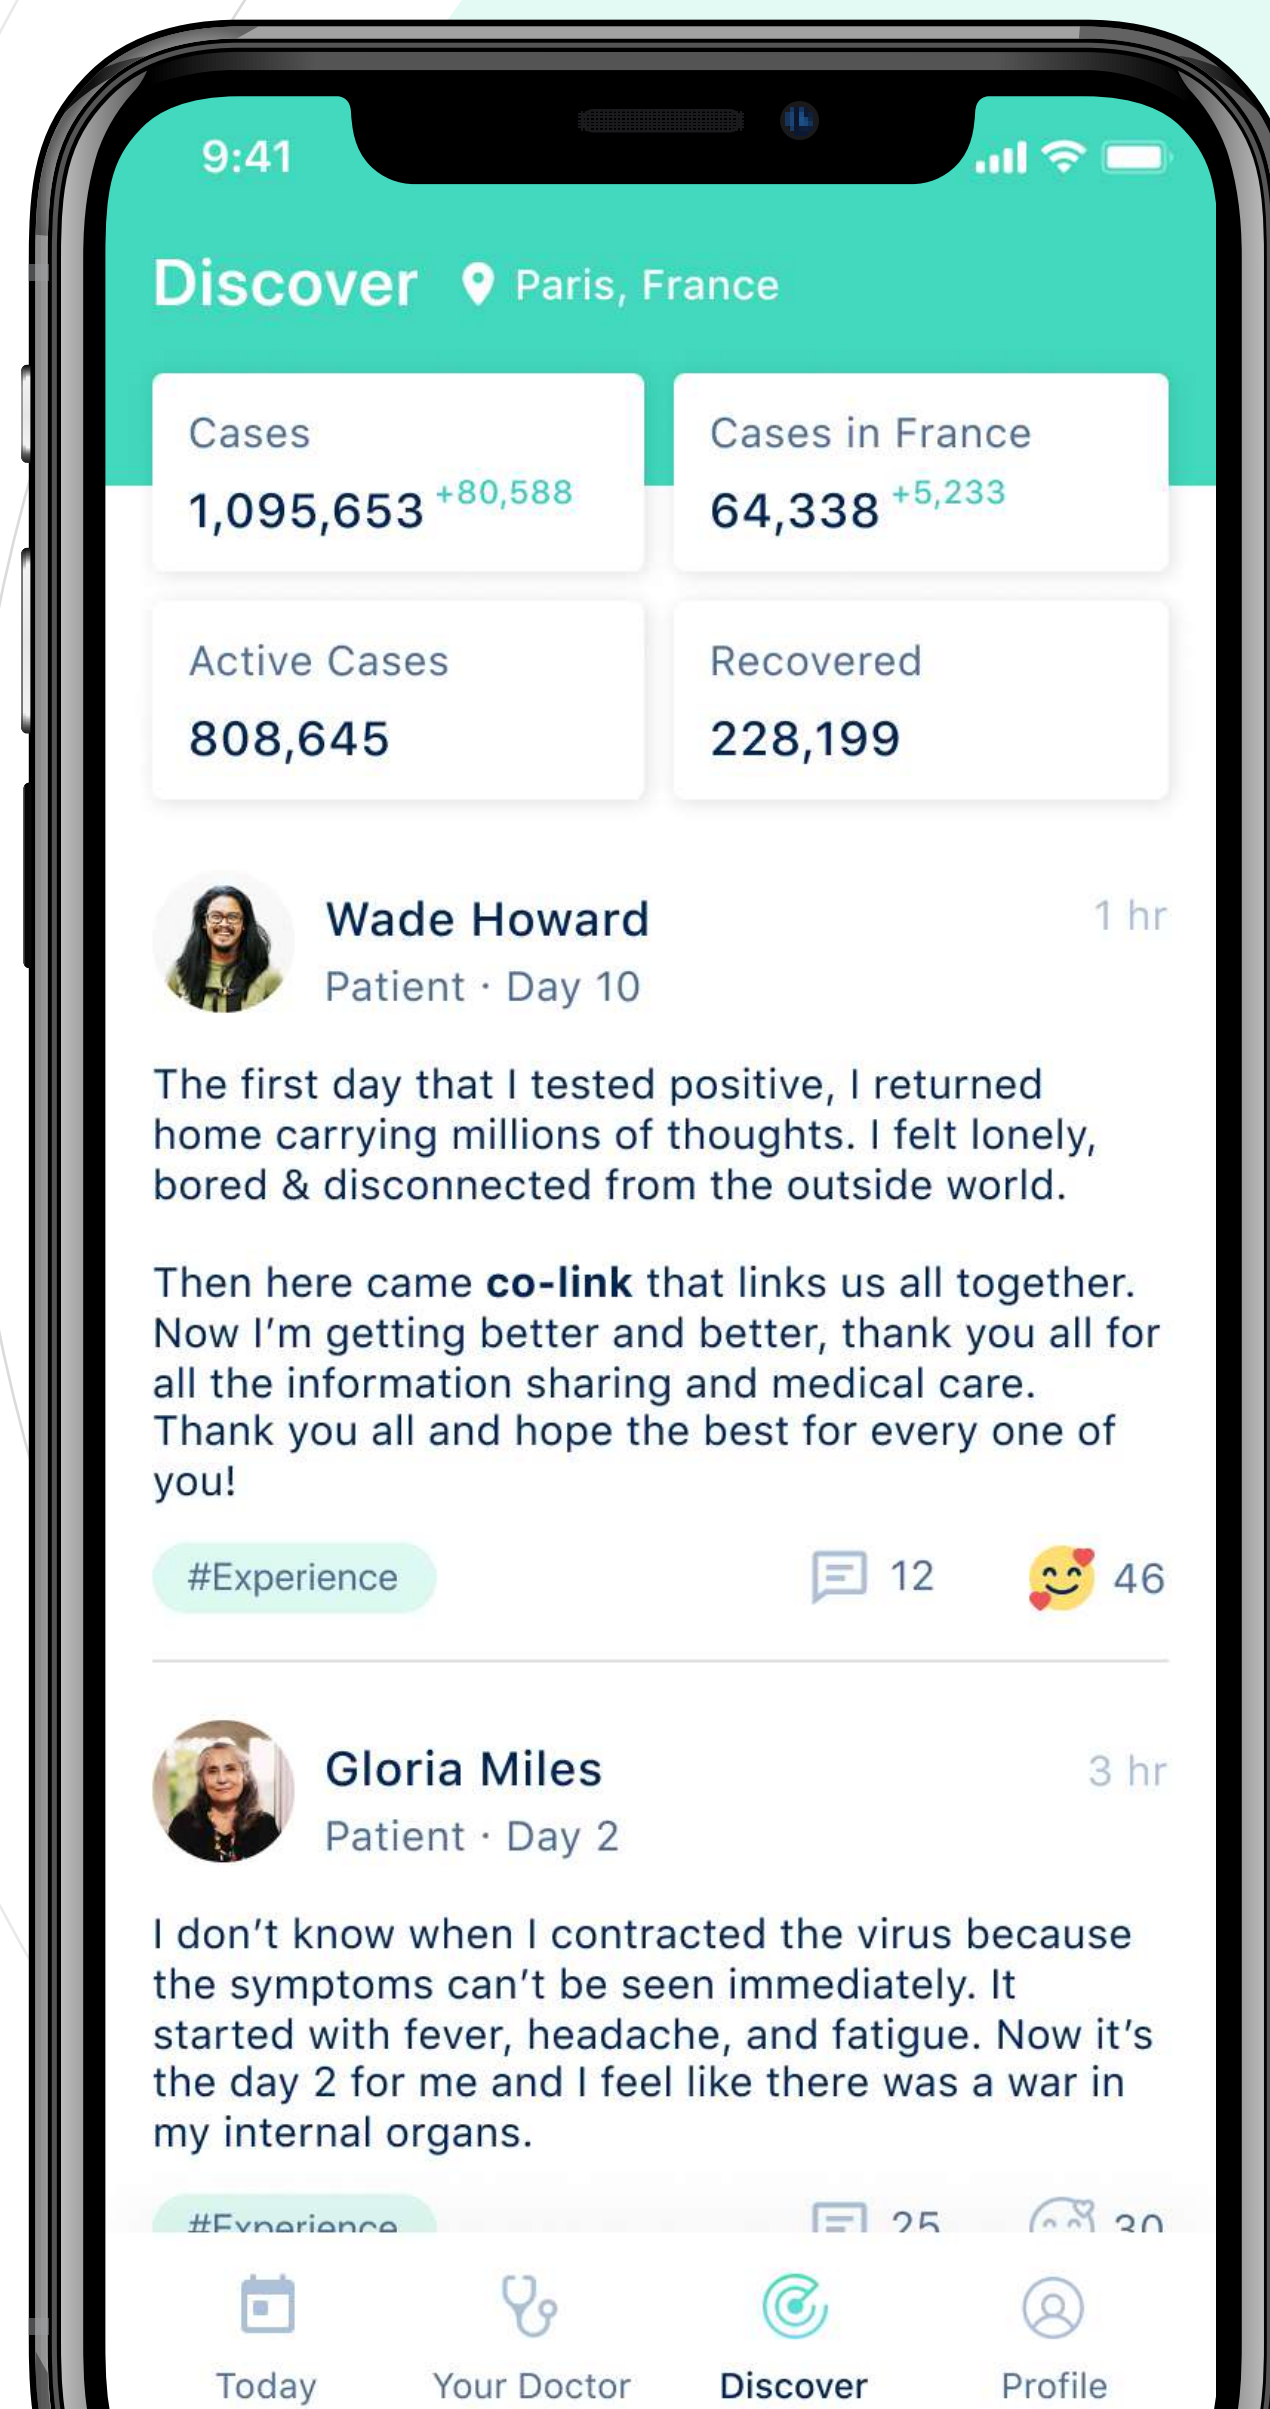 9:41
Discover
Paris, France
Cases
1,095,653 +80,588
Cases in France
64,338 +5,233
Active Cases
808,645
Recovered
228,199
Wade Howard
1 hr
Patient · Day 10
The first day that I tested positive, I returned
home carrying millions of thoughts. I felt lonely,
bored & disconnected from the outside world.
Then here came co-link that links us all together.
Now I’m getting better and better, thank you all for
all the information sharing and medical care.
Thank you all and hope the best for every one of
you!
#Experience
12
46
Gloria Miles
3 hr
Patient · Day 2
I don’t know when I contracted the virus because
the symptoms can’t be seen immediately. It
started with fever, headache, and fatigue. Now it’s
the day 2 for me and I feel like there was a war in
my internal organs.
#Experience
25
30
Today
Your Doctor
Discover
Profile